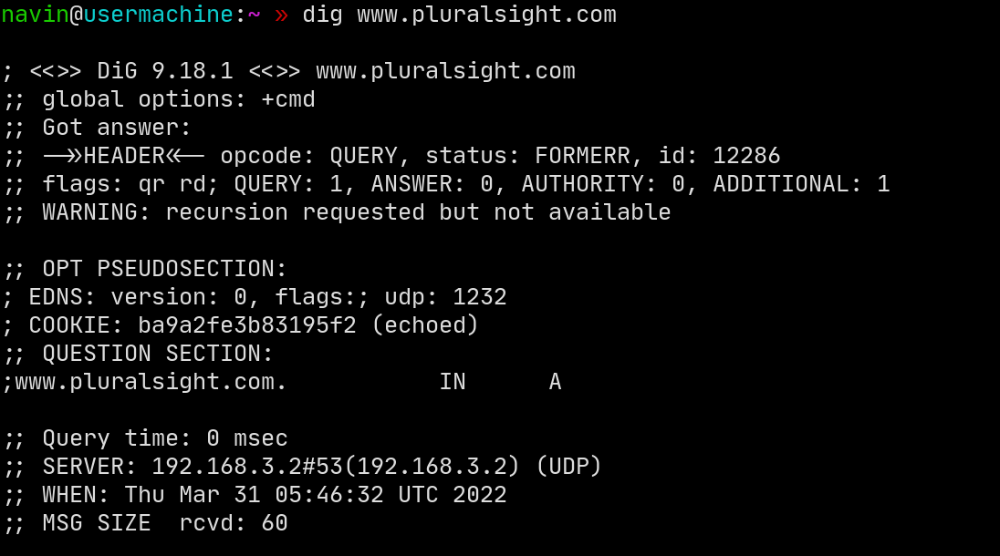 navin@usermachine:~ » dig www.pluralsight.com
; <<>> DiG 9.18.1 <<>> www.pluralsight.com
;; global options: +cmd
;; Got answer:
;; ->>HEADER<<- opcode: QUERY, status: FORMERR, id: 12286
;; flags: qr rd; QUERY: 1, ANSWER: 0, AUTHORITY: 0, ADDITIONAL: 1
;; WARNING: recursion requested but not available
;; OPT PSEUDOSECTION:
; EDNS: version: 0, flags:; udp: 1232
; COOKIE: ba9a2fe3b83195f2 (echoed)
;; QUESTION SECTION:
;www.pluralsight.com. IN A
;; Query time: 0 msec
;; SERVER: 192.168.3.2#53(192.168.3.2) (UDP)
;; WHEN: Thu Mar 31 05:46:32 UTC 2022
;; MSG SIZE rcvd: 60